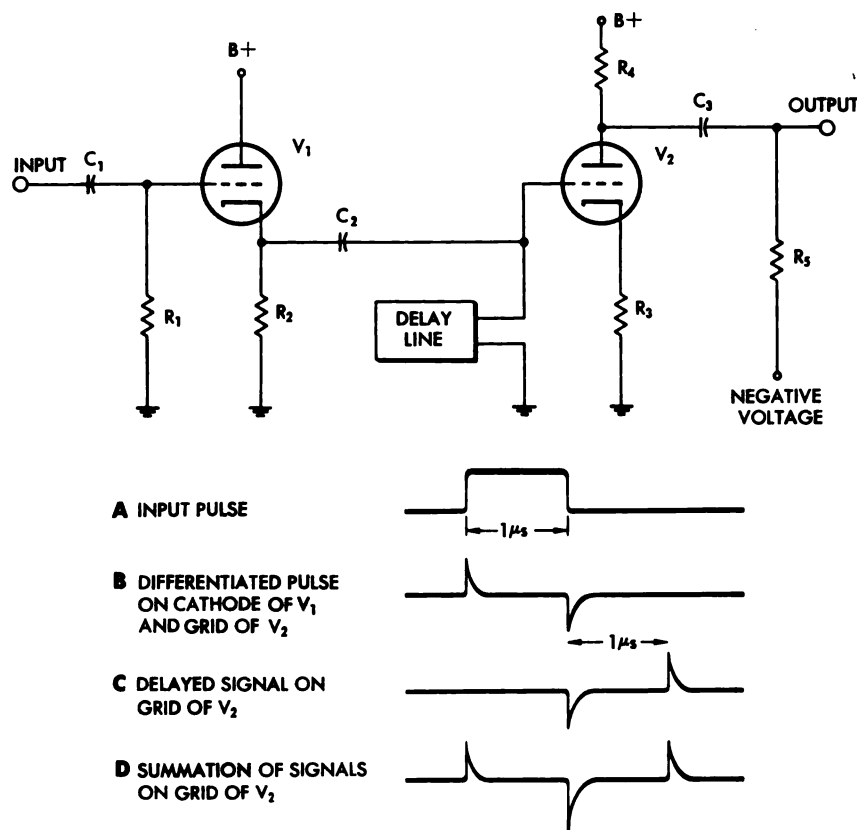 B+
B+
R4
C3
OUTPUT
V1
V2
INPUT
C1
C2
R1
R2
DELAY
LINE
R3
R5
NEGATIVE
VOLTAGE
A INPUT PULSE
1μs
B DIFFERENTIATED PULSE
ON CATHODE OF V1
AND GRID OF V2
1μs
C DELAYED SIGNAL ON
GRID OF V2
D SUMMATION OF SIGNALS
ON GRID OF V2